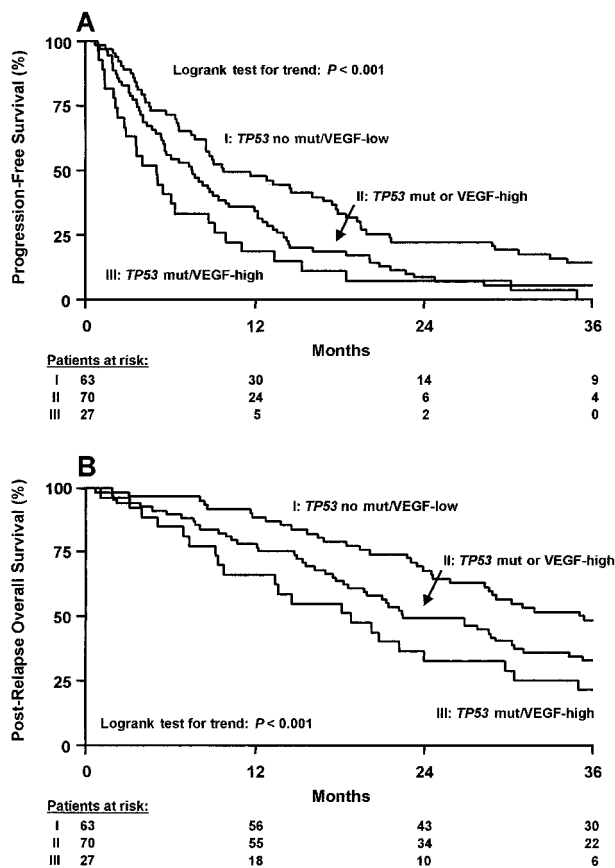 A
Progression-Free Survival (%)
100
75
50
25
0
Logrank test for trend: P < 0.001
I: TP53 no mut/VEGF-low
II: TP53 mut or VEGF-high
III: TP53 mut/VEGF-high
0 12 24 36
Months
Patients at risk:
I 63 30 14 9
II 70 24 6 4
III 27 5 2 0
B
Post-Relapse Overall Survival (%)
100
75
50
25
0
I: TP53 no mut/VEGF-low
II: TP53 mut or VEGF-high
III: TP53 mut/VEGF-high
Logrank test for trend: P < 0.001
0 12 24 36
Months
Patients at risk:
I 63 56 43 30
II 70 55 34 22
III 27 18 10 6